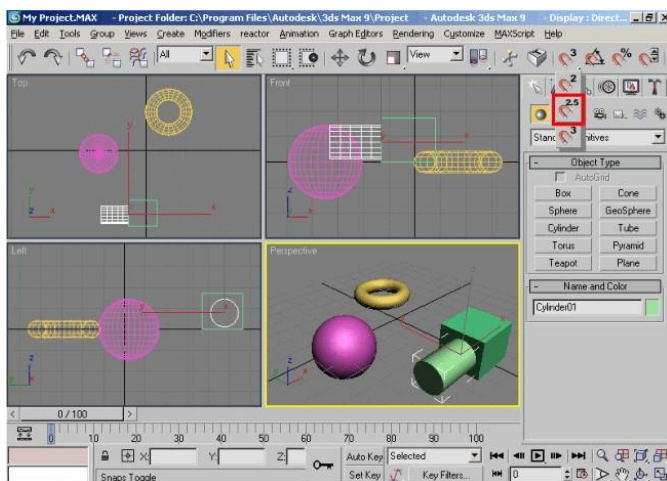 My Project.MAX - Project Folder: C:\Program Files\Autodesk\3ds Max 9\Project - Autodesk 3ds Max 9 - Display : Direct...
File Edit Tools Group Views Create Modifiers reactor Animation Graph Editors Rendering Customize MAXScript Help
All View 3 %
2
2.5
3
Top
Front
y
x
z
x
x
z
x
Left
Perspective
y
z
z
x
Object Type
AutoGrid
Box Cone
Sphere GeoSphere
Cylinder Tube
Torus Pyramid
Teapot Plane
Name and Color
Cylinder01
0 / 100
0 10 20 30 40 50 60 70 80 90 100
X: Y: Z: Auto Key Selected
Snaps Toggle Set Key Key Filters... 0